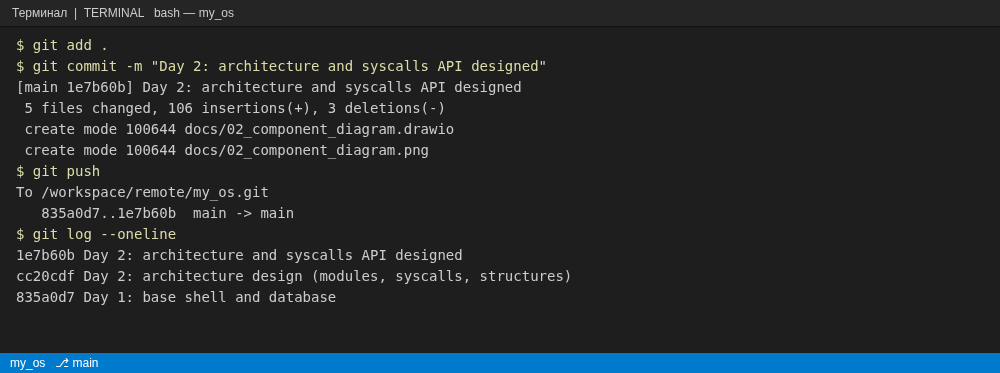 Терминал | TERMINAL bash — my_os
$ git add .
$ git commit -m "Day 2: architecture and syscalls API designed"
[main 1e7b60b] Day 2: architecture and syscalls API designed
 5 files changed, 106 insertions(+), 3 deletions(-)
 create mode 100644 docs/02_component_diagram.drawio
 create mode 100644 docs/02_component_diagram.png
$ git push
To /workspace/remote/my_os.git
   835a0d7..1e7b60b  main -> main
$ git log --oneline
1e7b60b Day 2: architecture and syscalls API designed
cc20cdf Day 2: architecture design (modules, syscalls, structures)
835a0d7 Day 1: base shell and database
my_os ⎇ main